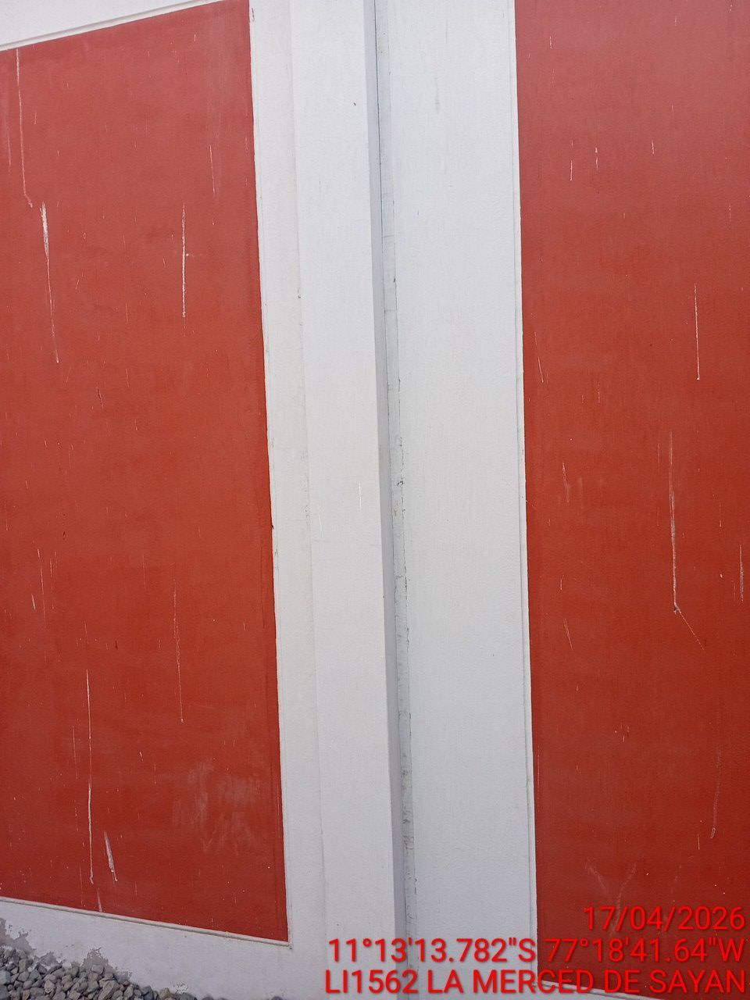 17/04/2026
11°13'13.782"S 77°18'41.64"W
LI1562 LA MERCED DE SAYAN